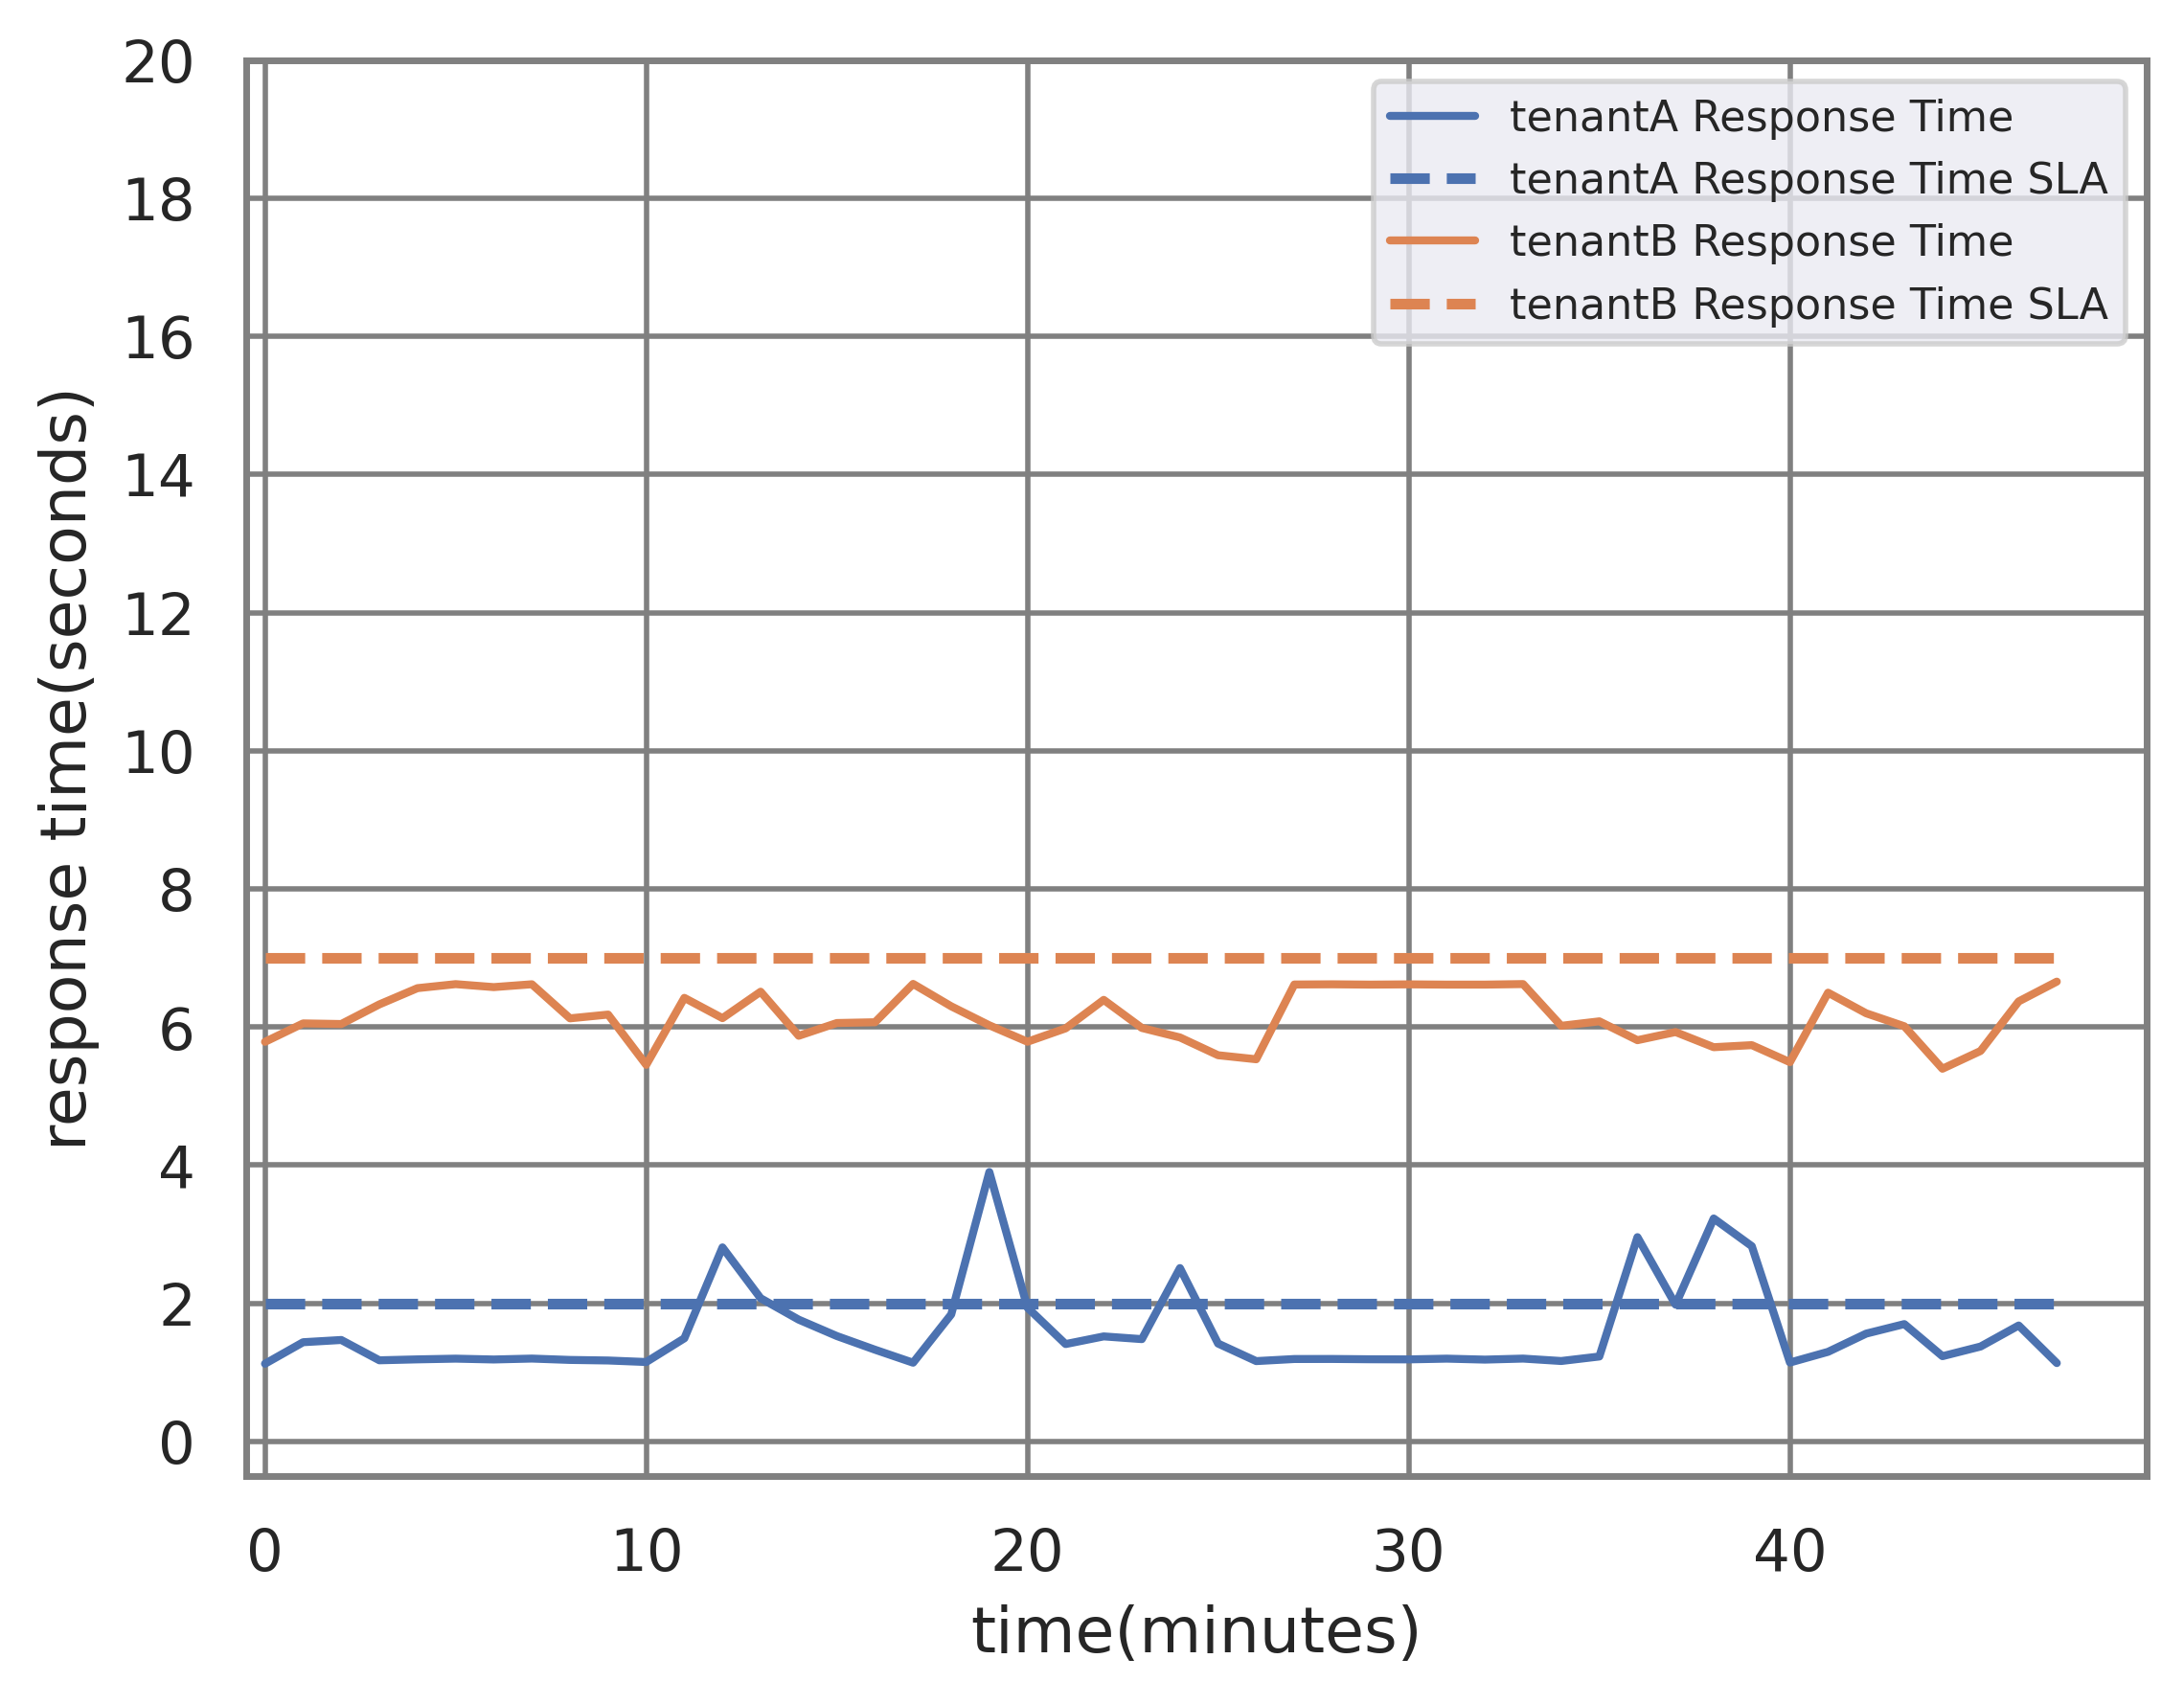 20
18
16
14
12
10
8
6
4
2
0
response time(seconds)
tenantA Response Time
tenantA Response Time SLA
tenantB Response Time
tenantB Response Time SLA
0 10 20 30 40
time(minutes)